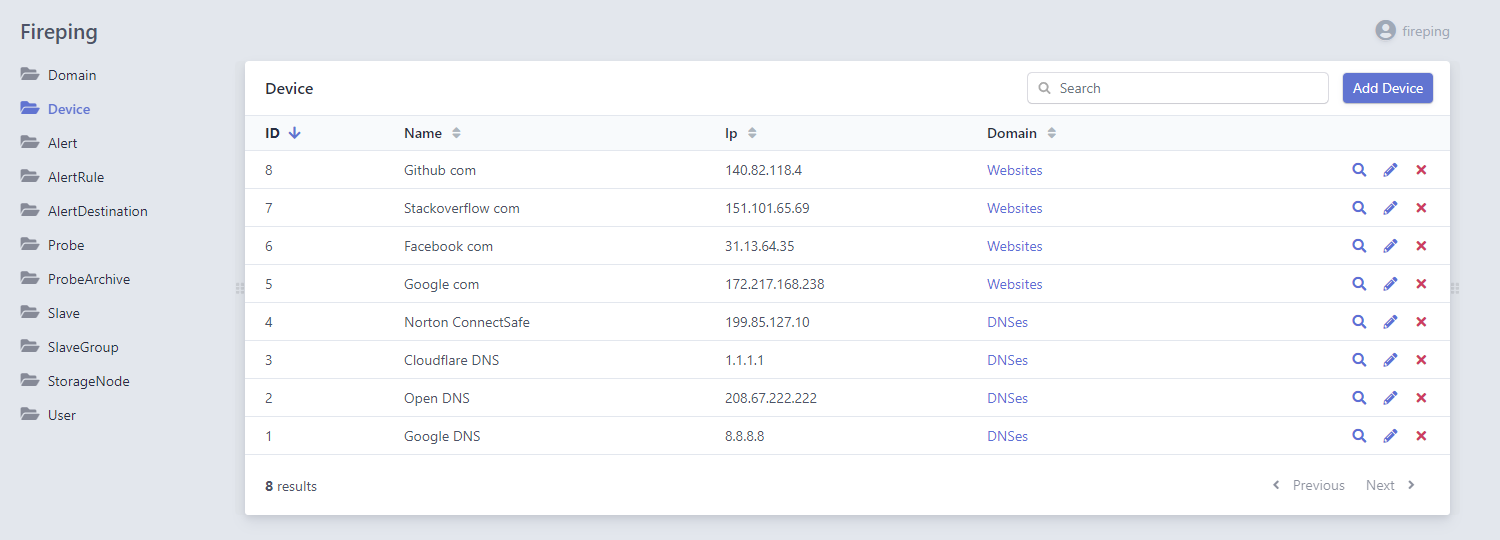 Fireping
fireping
Domain
Device
Alert
AlertRule
AlertDestination
Probe
ProbeArchive
Slave
SlaveGroup
StorageNode
User
Device Search Add Device
ID Name Ip Domain
8 Github com 140.82.118.4 Websites
7 Stackoverflow com 151.101.65.69 Websites
6 Facebook com 31.13.64.35 Websites
5 Google com 172.217.168.238 Websites
4 Norton ConnectSafe 199.85.127.10 DNSes
3 Cloudflare DNS 1.1.1.1 DNSes
2 Open DNS 208.67.222.222 DNSes
1 Google DNS 8.8.8.8 DNSes
8 results Previous Next